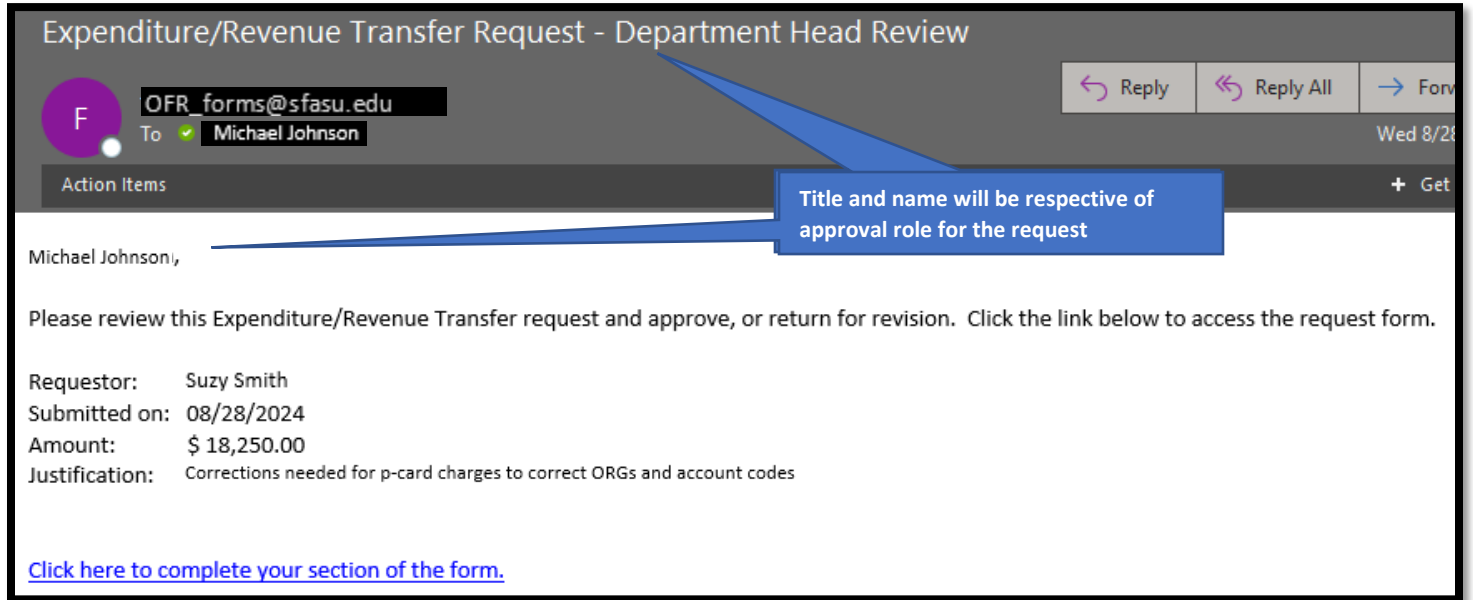 Expenditure/Revenue Transfer Request - Department Head Review
Reply
Reply All
F
OFR_forms@sfasu.edu
To Michael Johnson
Wed 8/28
Action Items
+ Get
Title and name will be respective of
approval role for the request
Michael Johnson,
Please review this Expenditure/Revenue Transfer request and approve, or return for revision. Click the link below to access the request form.
Requestor: Suzy Smith
Submitted on: 08/28/2024
Amount: $ 18,250.00
Justification: Corrections needed for p-card charges to correct ORGs and account codes
Click here to complete your section of the form.